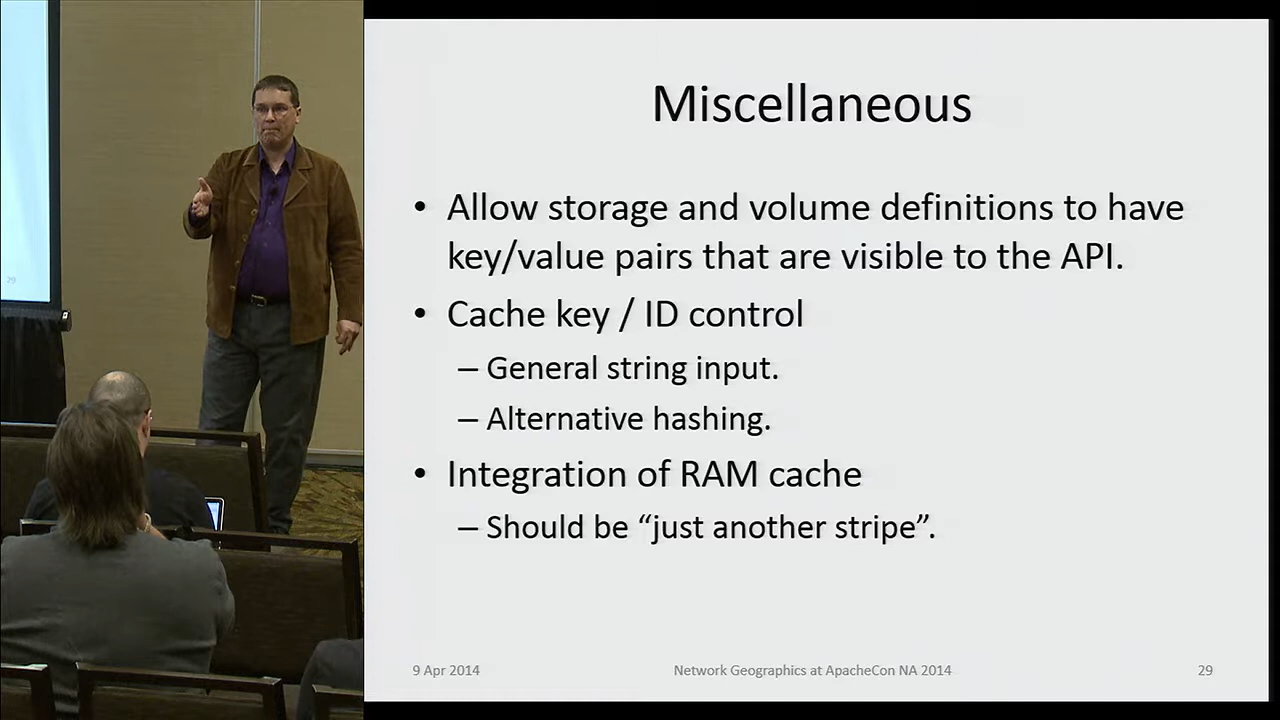 Miscellaneous
• Allow storage and volume definitions to have
key/value pairs that are visible to the API.
• Cache key / ID control
– General string input.
– Alternative hashing.
• Integration of RAM cache
– Should be “just another stripe”.
9 Apr 2014
Network Geographics at ApacheCon NA 2014
29
29